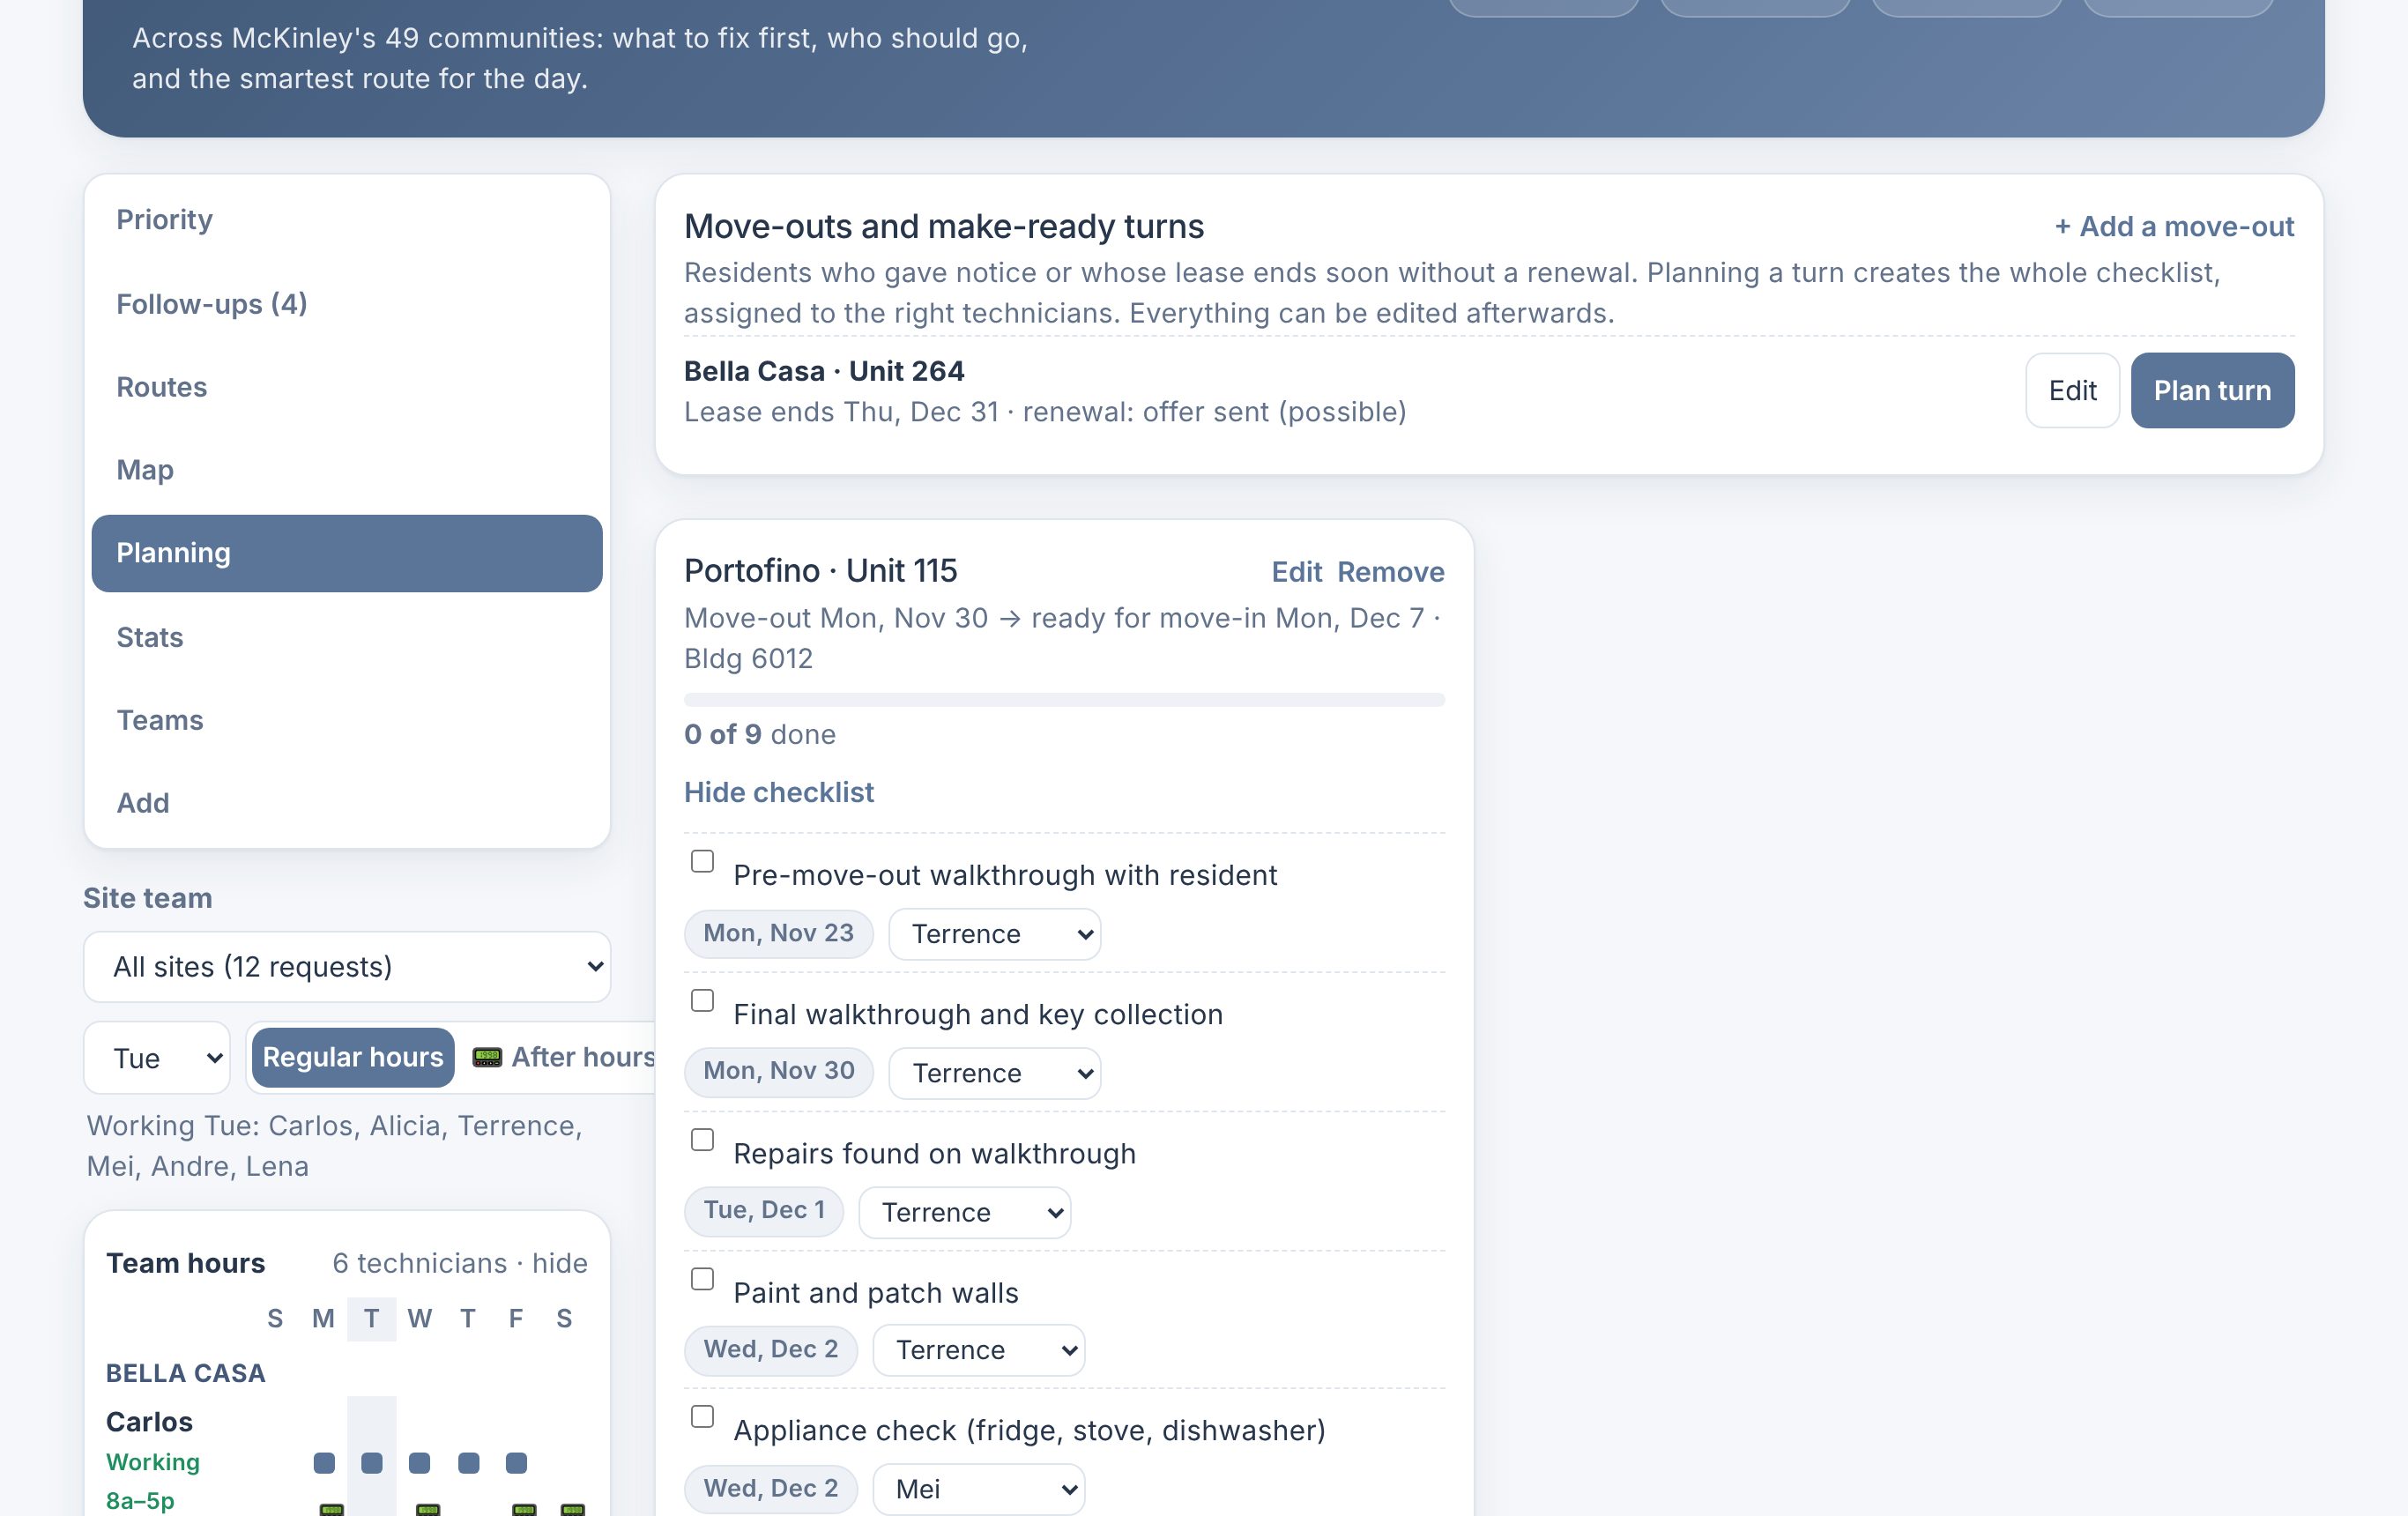 Across McKinley's 49 communities: what to fix first, who should go,
and the smartest route for the day.
Priority
Follow-ups (4)
Routes
Map
Planning
Stats
Teams
Add
Site team
All sites (12 requests)
Tue
Regular hours
After hours
Working Tue: Carlos, Alicia, Terrence,
Mei, Andre, Lena
Team hours
6 technicians · hide
S M T W T F S
BELLA CASA
Carlos
Working
8a–5p
Move-outs and make-ready turns
+ Add a move-out
Residents who gave notice or whose lease ends soon without a renewal. Planning a turn creates the whole checklist,
assigned to the right technicians. Everything can be edited afterwards.
Bella Casa · Unit 264
Lease ends Thu, Dec 31 · renewal: offer sent (possible)
Edit
Plan turn
Portofino · Unit 115
Edit Remove
Move-out Mon, Nov 30 → ready for move-in Mon, Dec 7 ·
Bldg 6012
0 of 9 done
Hide checklist
Pre-move-out walkthrough with resident
Mon, Nov 23
Terrence
Final walkthrough and key collection
Mon, Nov 30
Terrence
Repairs found on walkthrough
Tue, Dec 1
Terrence
Paint and patch walls
Wed, Dec 2
Terrence
Appliance check (fridge, stove, dishwasher)
Wed, Dec 2
Mei